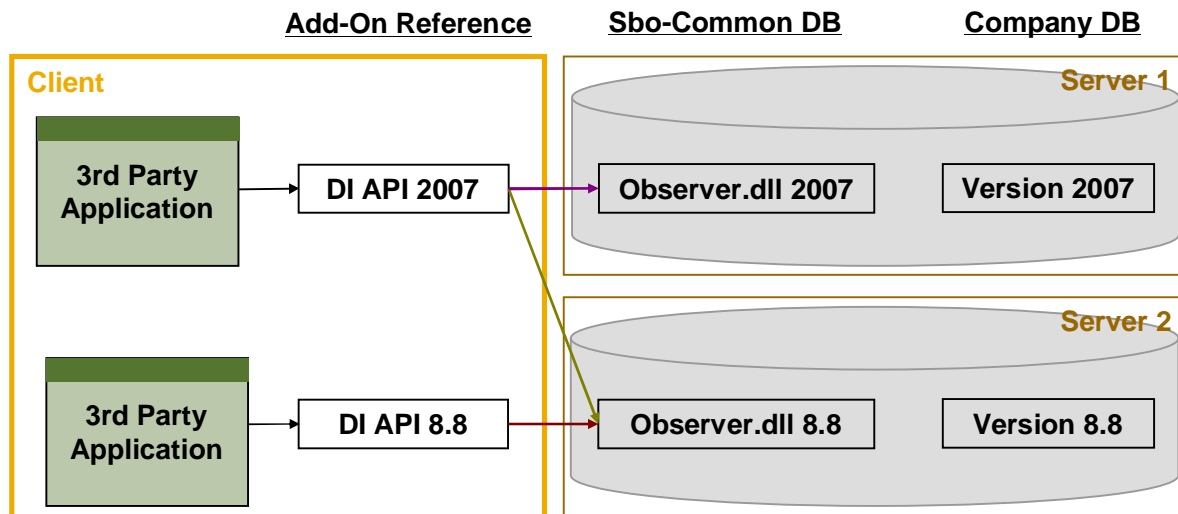 Add-On Reference
Sbo-Common DB
Company DB
Client
Server 1
3rd Party
Application
DI API 2007
Observer.dll 2007
Version 2007
Server 2
3rd Party
Application
DI API 8.8
Observer.dll 8.8
Version 8.8